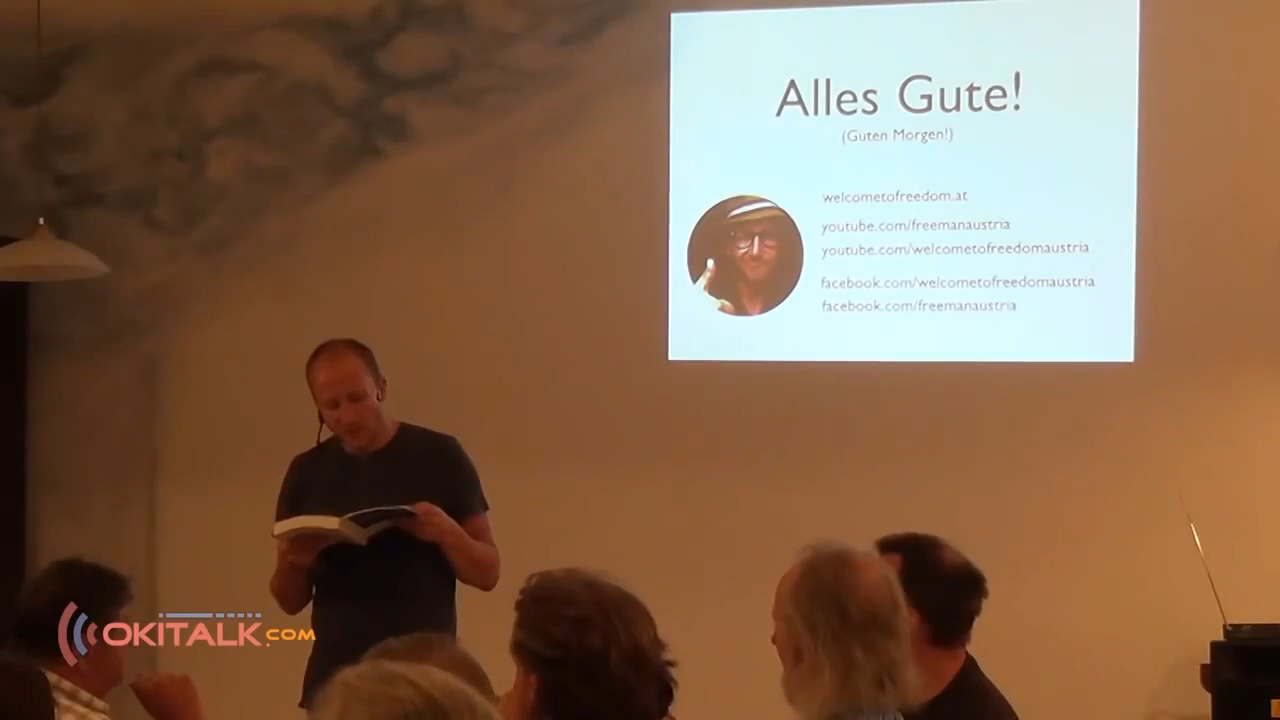 Alles Gute!
(Guten Morgen!)
welcometofreedom.at
youtube.com/freemanaustria
youtube.com/welcometofreedomaustria
facebook.com/welcometofreedomaustria
facebook.com/freemanaustria
OKITALK.COM